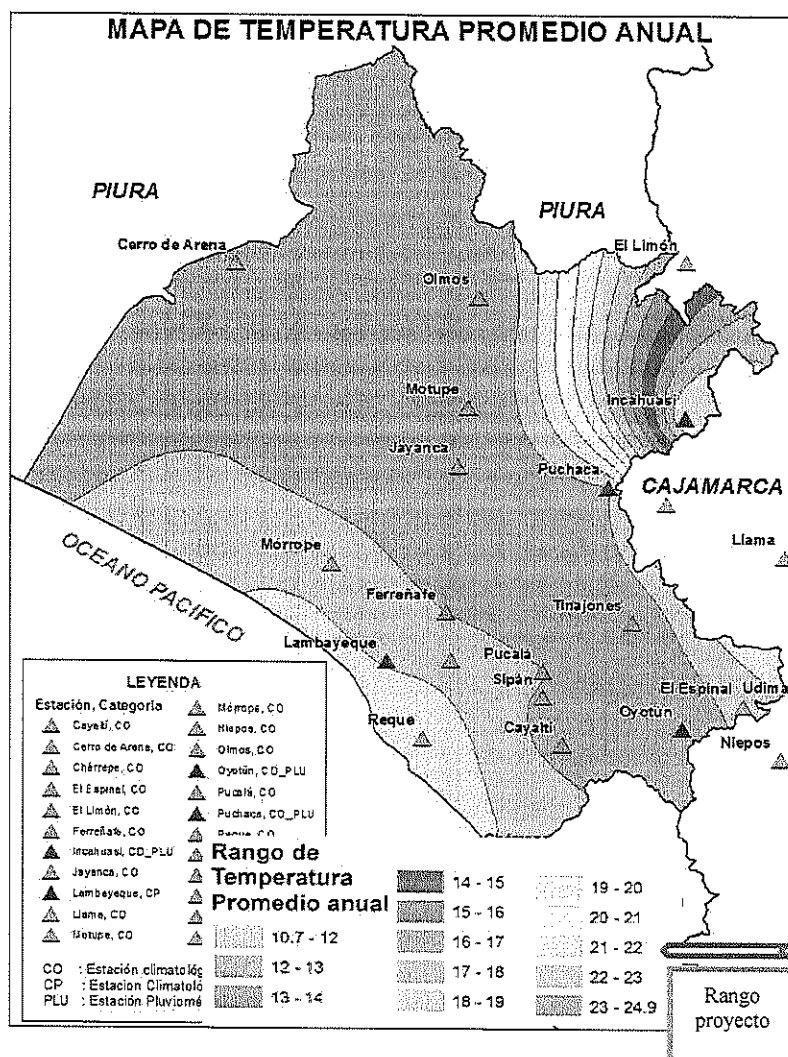 MAPA DE TEMPERATURA PROMEDIO ANUAL
PIURA
PIURA
Cerro de Arena
El Limón
Olmos
Motupe
Incahuasi
Jayanca
Puchaca
CAJAMARCA
Llama
OCEANO PACIFICO
Mórrope
Ferreñafe
Tinajones
Lambayeque
Pucalá
Sipán
El Espinal
Udima
Reque
Cayaltí
Oyotún
Niepos
LEYENDA
Estación, Categoria
Cayaltí, CO
Cerro de Arena, CO
Chérrepe, CO
El Espinal, CO
El Limón, CO
Ferreñafe, CO
Incahuasi, CO_PLU
Jayanca, CO
Lambayeque, CP
Llama, CO
Motupe, CO
Mórrope, CO
Niepos, CO
Olmos, CO
Oyotún, CO_PLU
Pucalá, CO
Puchaca, CO_PLU
Reque, CO
CO : Estación climatológ
CP : Estacion Climatoló
PLU : Estación Pluviomé
Rango de
Temperatura
Promedio anual
10.7 - 12
12 - 13
13 - 14
14 - 15
15 - 16
16 - 17
17 - 18
18 - 19
19 - 20
20 - 21
21 - 22
22 - 23
23 - 24.9
Rango
proyecto